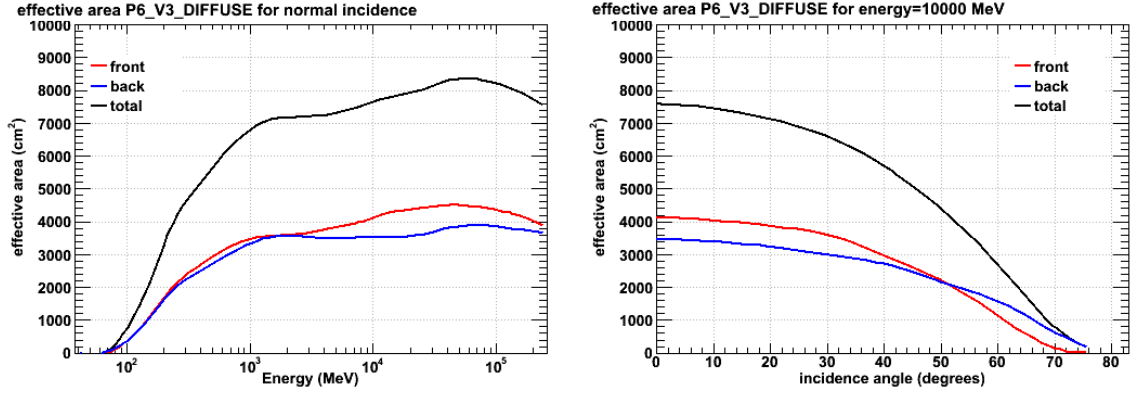 effective area P6_V3_DIFFUSE for normal incidence
effective area (cm²)
10000
9000
8000
7000
6000
5000
4000
3000
2000
1000
0
front
back
total
10²
10³
10⁴
10⁵
Energy (MeV)
effective area P6_V3_DIFFUSE for energy=10000 MeV
effective area (cm²)
10000
9000
8000
7000
6000
5000
4000
3000
2000
1000
0
front
back
total
0 10 20 30 40 50 60 70 80
incidence angle (degrees)